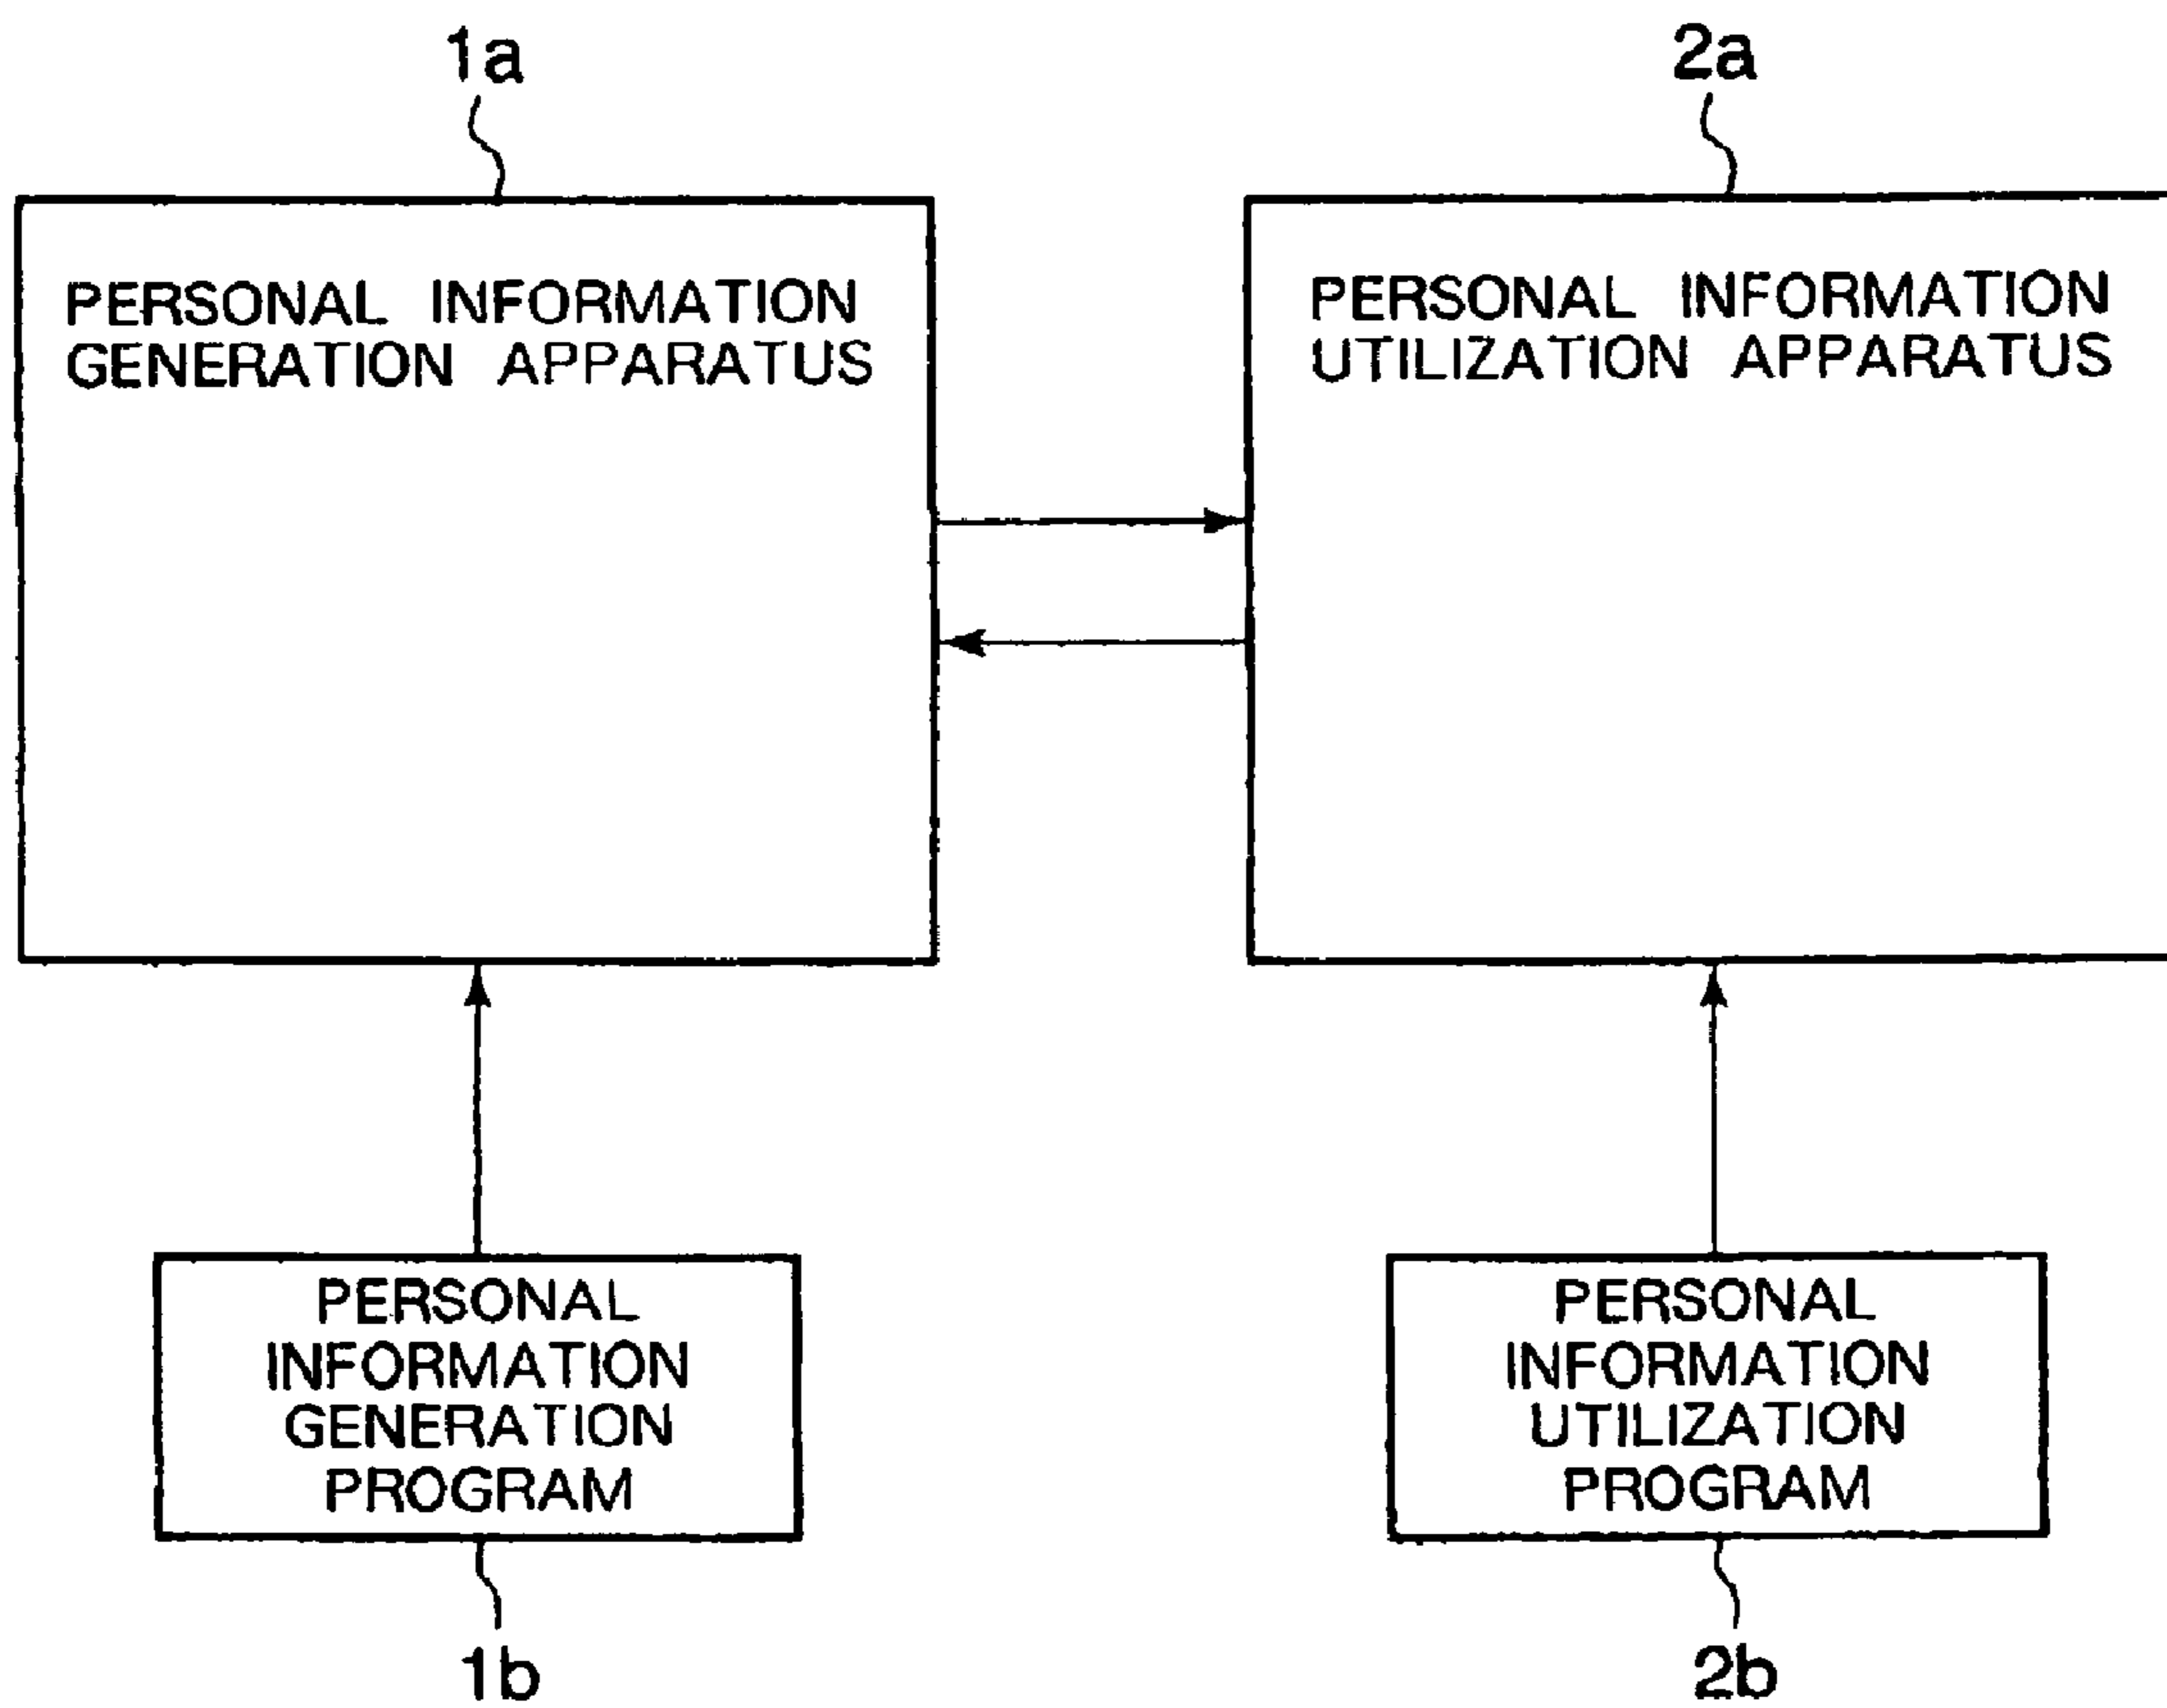 1a
2a
PERSONAL INFORMATION
GENERATION APPARATUS
PERSONAL INFORMATION
UTILIZATION APPARATUS
PERSONAL
INFORMATION
GENERATION
PROGRAM
PERSONAL
INFORMATION
UTILIZATION
PROGRAM
1b
2b